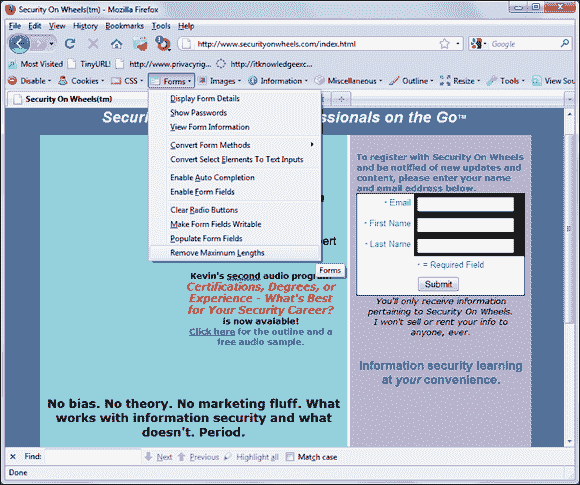 Security On Wheels(tm) - Mozilla Firefox
File Edit View History Bookmarks Tools Help
http://www.securityonwheels.com/index.html
Google
Most Visited TinyURL! http://www.privacyrig... http://itknowledgeexc...
Disable Cookies CSS Forms Images Information Miscellaneous Outline Resize Tools View Sou
Security On Wheels(tm)
Display Form Details
Show Passwords
View Form Information
Convert Form Methods
Convert Select Elements To Text Inputs
Enable Auto Completion
Enable Form Fields
Clear Radio Buttons
Make Form Fields Writable
Populate Form Fields
Remove Maximum Lengths
Forms
Securi ssionals on the Go™
pert
Kevin's second audio program
Certifications, Degrees, or
Experience - What's Best
for Your Security Career?
is now available!
Click here for the outline and a
free audio sample.
No bias. No theory. No marketing fluff. What
works with information security and what
doesn't. Period.
To register with Security On Wheels
and be notified of new updates and
content, please enter your name
and email address below.
* Email
* First Name
* Last Name
* = Required Field
Submit
You'll only receive information
pertaining to Security On Wheels.
I won't sell or rent your info to
anyone, ever.
Information security learning
at your convenience.
Find: Next Previous Highlight all Match case
Done